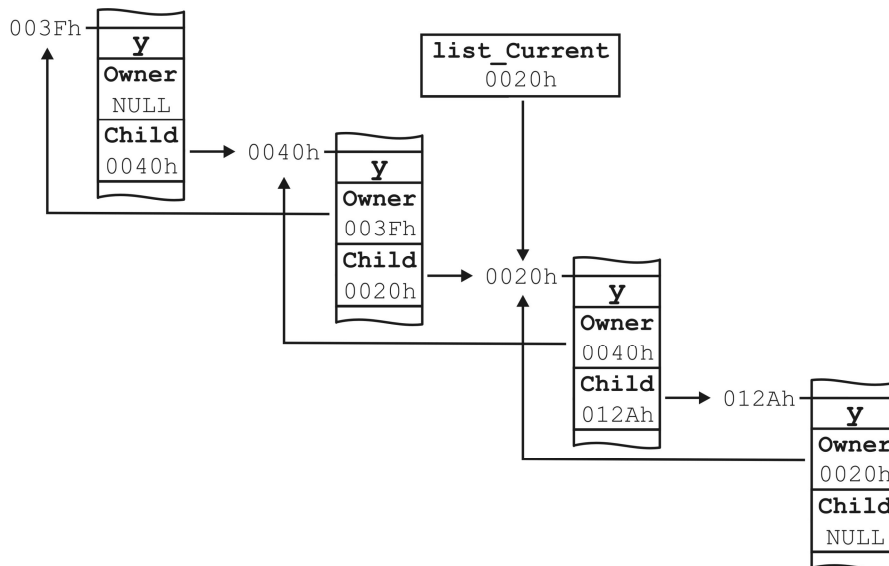 003Fh
y
Owner
NULL
Child
0040h
list_Current
0020h
0040h
y
Owner
003Fh
Child
0020h
0020h
y
Owner
0040h
Child
012Ah
012Ah
y
Owner
0020h
Child
NULL